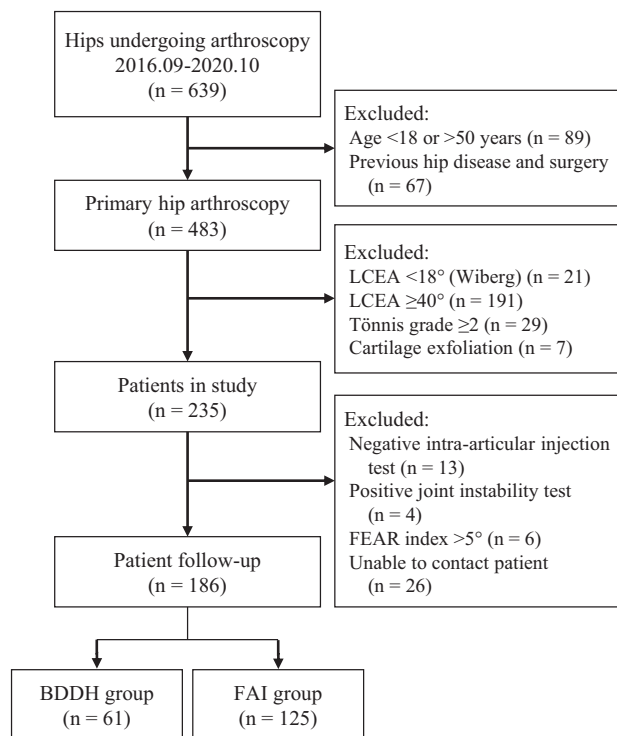 Hips undergoing arthroscopy
2016.09-2020.10
(n = 639)
Excluded:
Age <18 or >50 years (n = 89)
Previous hip disease and surgery
(n = 67)
Primary hip arthroscopy
(n = 483)
Excluded:
LCEA <18° (Wiberg) (n = 21)
LCEA ≥40° (n = 191)
Tönnis grade ≥2 (n = 29)
Cartilage exfoliation (n = 7)
Patients in study
(n = 235)
Excluded:
Negative intra-articular injection
test (n = 13)
Positive joint instability test
(n = 4)
FEAR index >5° (n = 6)
Unable to contact patient
(n = 26)
Patient follow-up
(n = 186)
BDDH group
(n = 61)
FAI group
(n = 125)